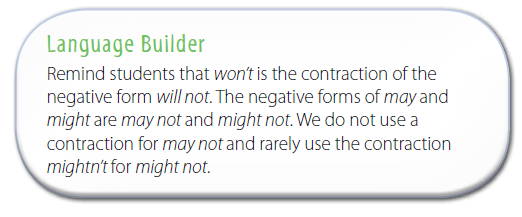 Language Builder
Remind students that won't is the contraction of the
negative form will not. The negative forms of may and
might are may not and might not. We do not use a
contraction for may not and rarely use the contraction
mightn't for might not.